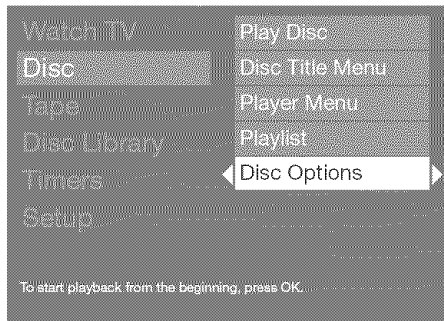 Watch TV
Disc
Tape
Disc Library
Timers
Setup
Play Disc
Disc Title Menu
Player Menu
Playlist
Disc Options
To start playback from the beginning, press OK.